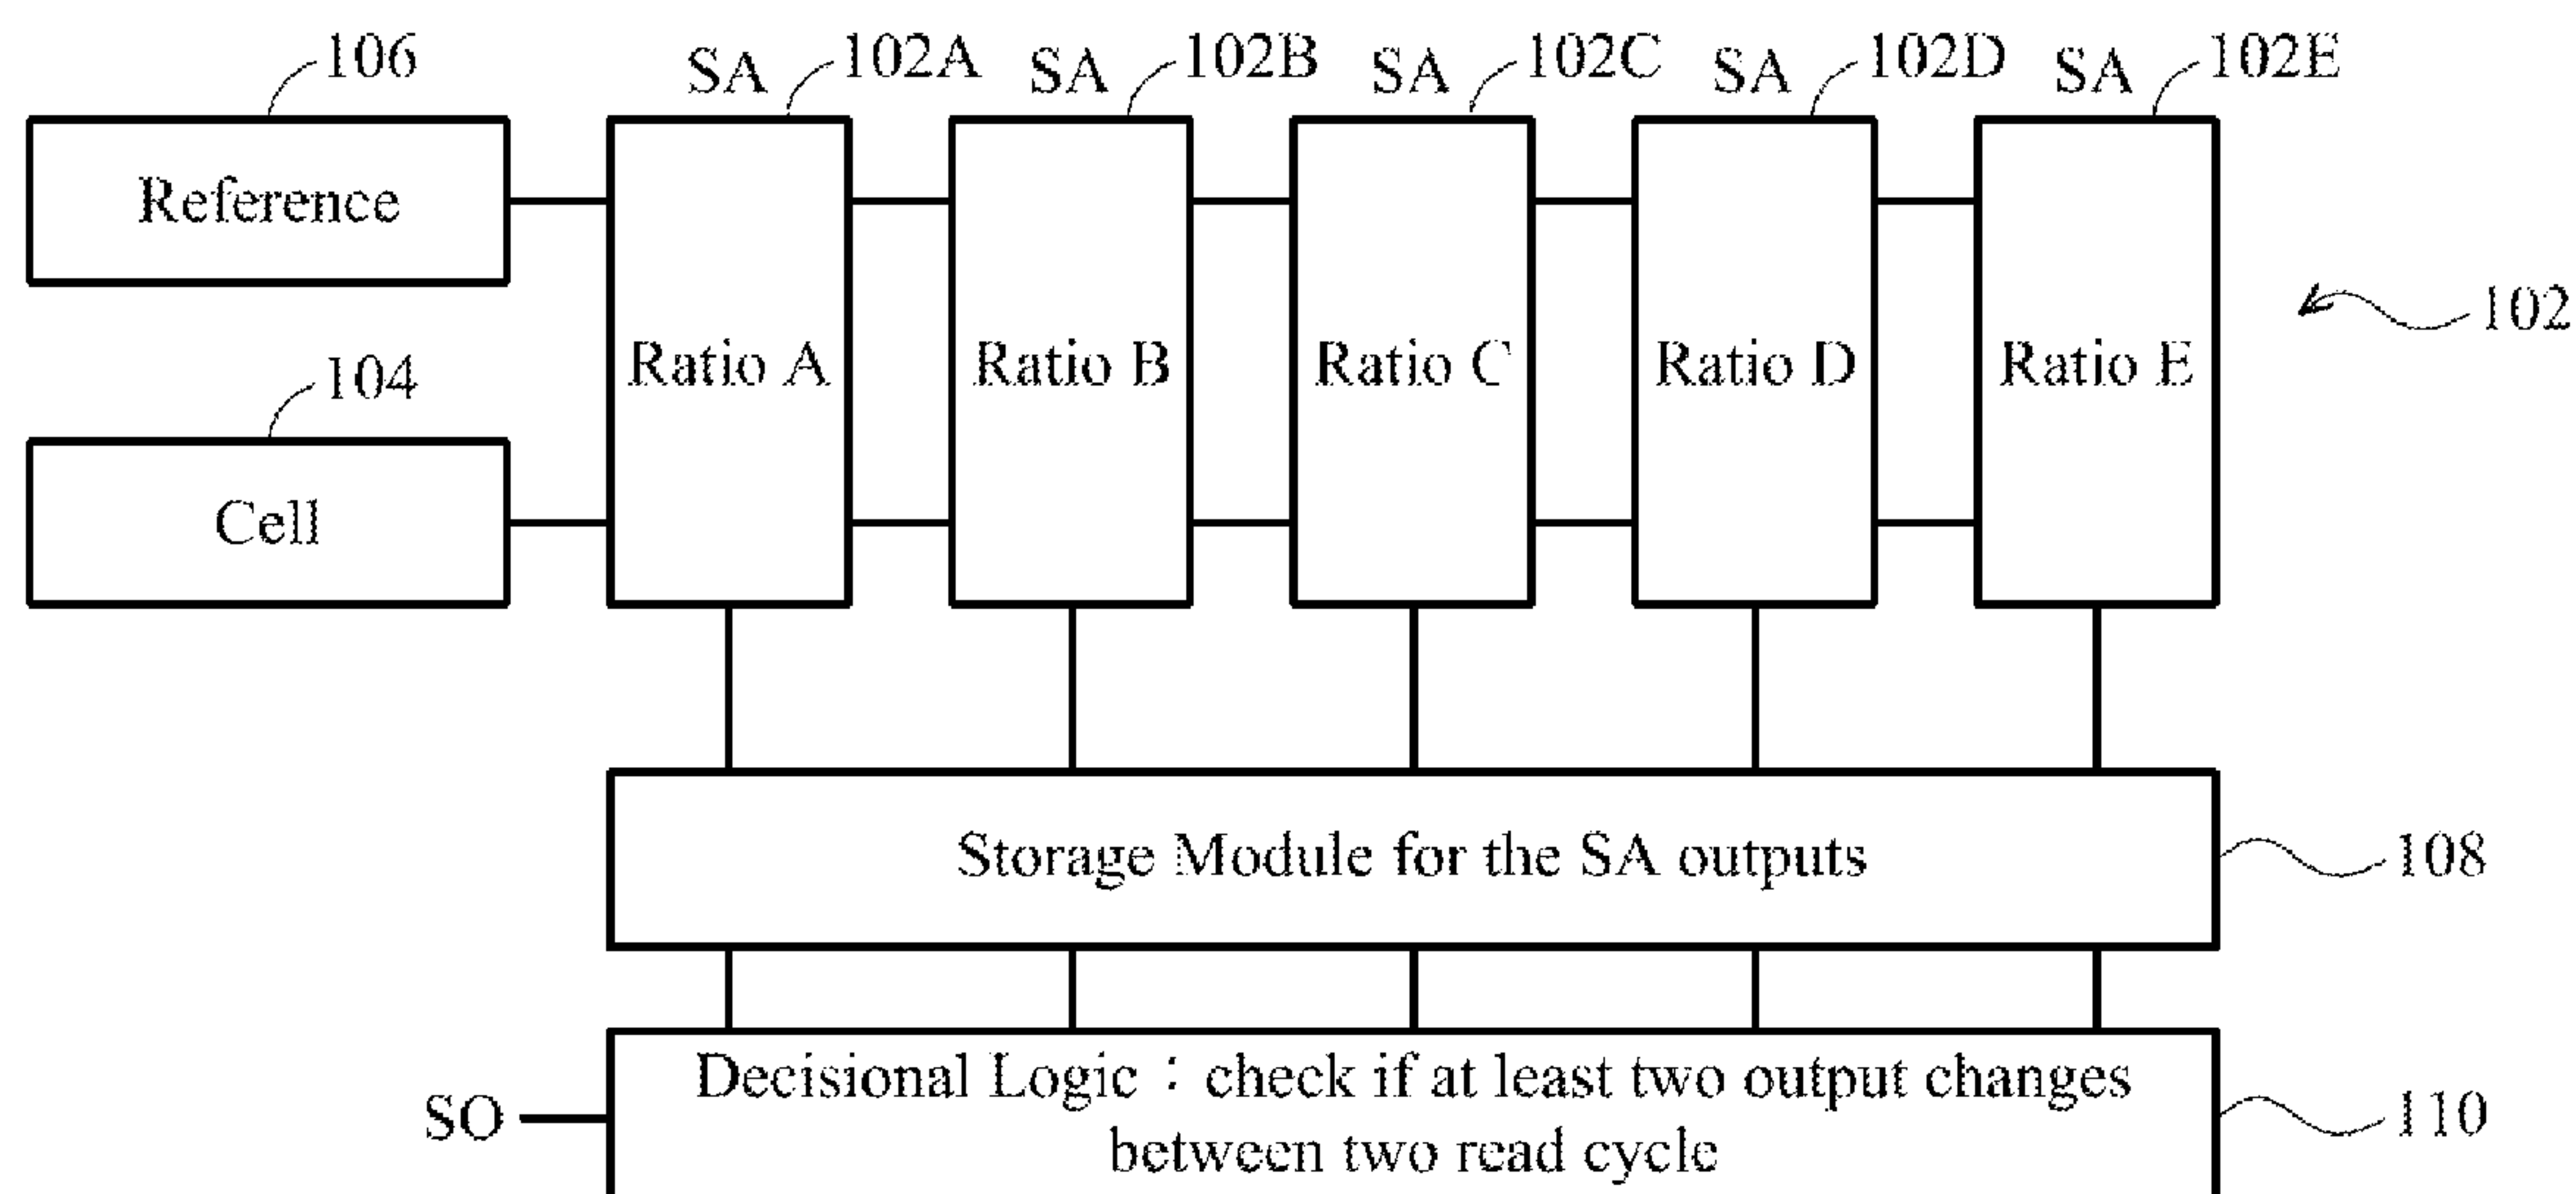 106 SA 102A SA 102B SA 102C SA 102D SA 102E
Reference
102
Ratio A Ratio B Ratio C Ratio D Ratio E
104
Cell
Storage Module for the SA outputs
108
Decisional Logic : check if at least two output changes
between two read cycle
SO
110